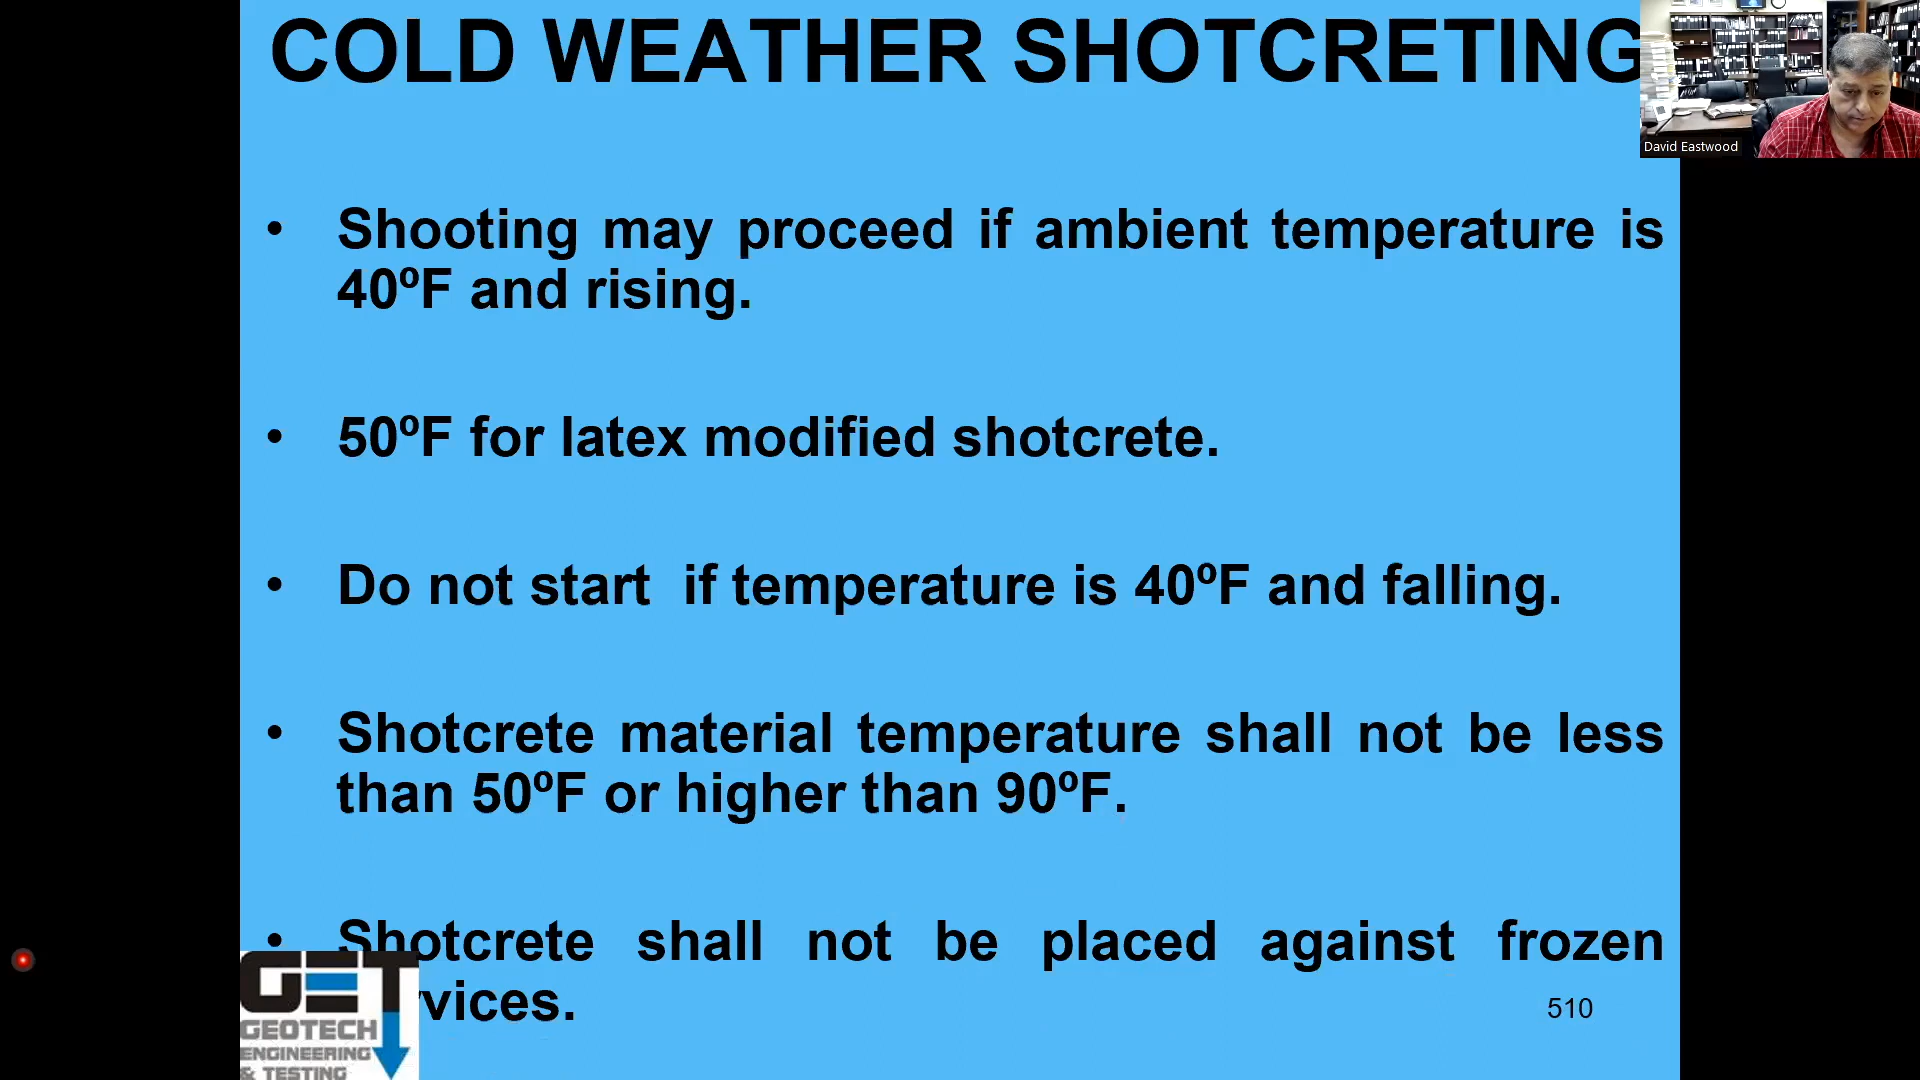 COLD WEATHER SHOTCRETING
David Eastwood
• Shooting may proceed if ambient temperature is
40ºF and rising.
• 50ºF for latex modified shotcrete.
• Do not start if temperature is 40ºF and falling.
• Shotcrete material temperature shall not be less
than 50ºF or higher than 90ºF.
• Shotcrete shall not be placed against frozen
vices.
510
GET
GEOTECH
ENGINEERING
& TESTING